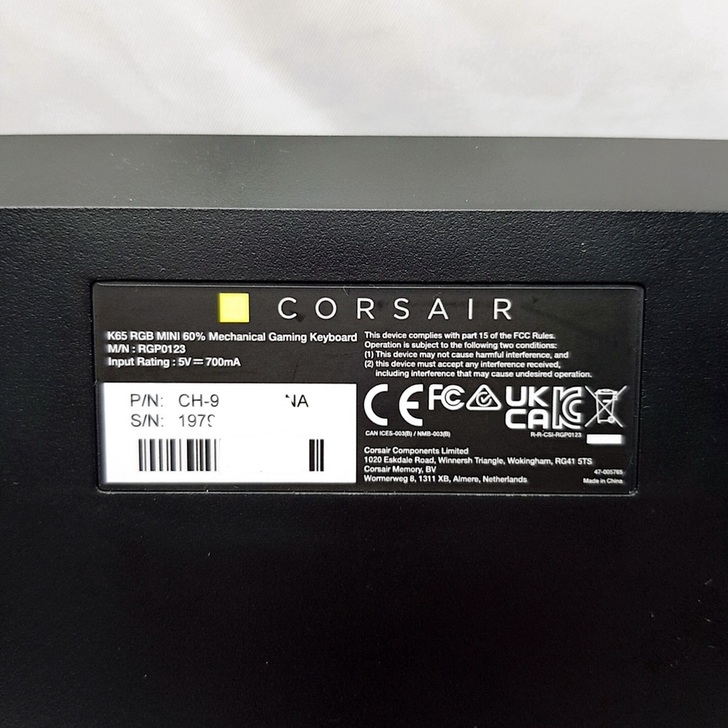 CORSAIR
K65 RGB MINI 60% Mechanical Gaming Keyboard
M/N : RGP0123
Input Rating : 5V⎓700mA
P/N: CH-9 NA
S/N: 1979
This device complies with part 15 of the FCC Rules.
Operation is subject to the following two conditions:
(1) This device may not cause harmful interference, and
(2) this device must accept any interference received,
including interference that may cause undesired operation.
CE FC UK CA
CAN ICES-003(B) / NMB-003(B)
R-R-CSI-RGP0123
Corsair Components Limited
1020 Eskdale Road, Winnersh Triangle, Wokingham, RG41 5TS
Corsair Memory, BV
Wormerweg 8, 1311 XB, Almere, Netherlands
47-005765
Made in China